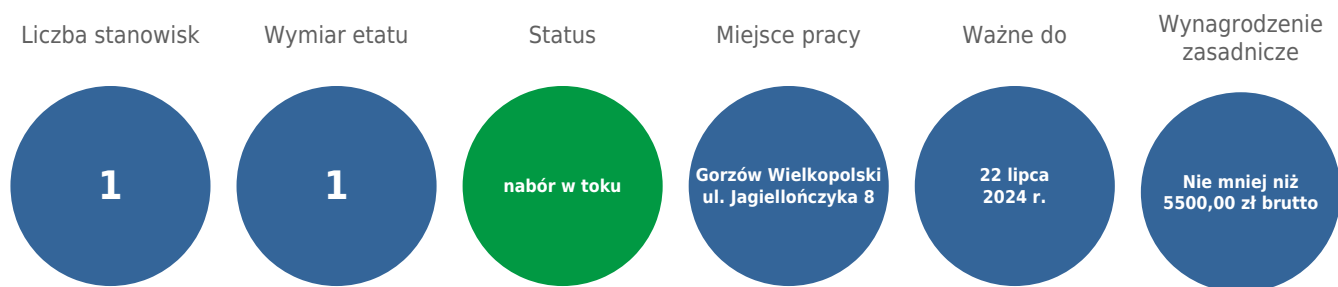 Liczba stanowisk
1
Wymiar etatu
1
Status
nabór w toku
Miejsce pracy
Gorzów Wielkopolski
ul. Jagiellończyka 8
Ważne do
22 lipca
2024 r.
Wynagrodzenie
zasadnicze
Nie mniej niż
5500,00 zł brutto